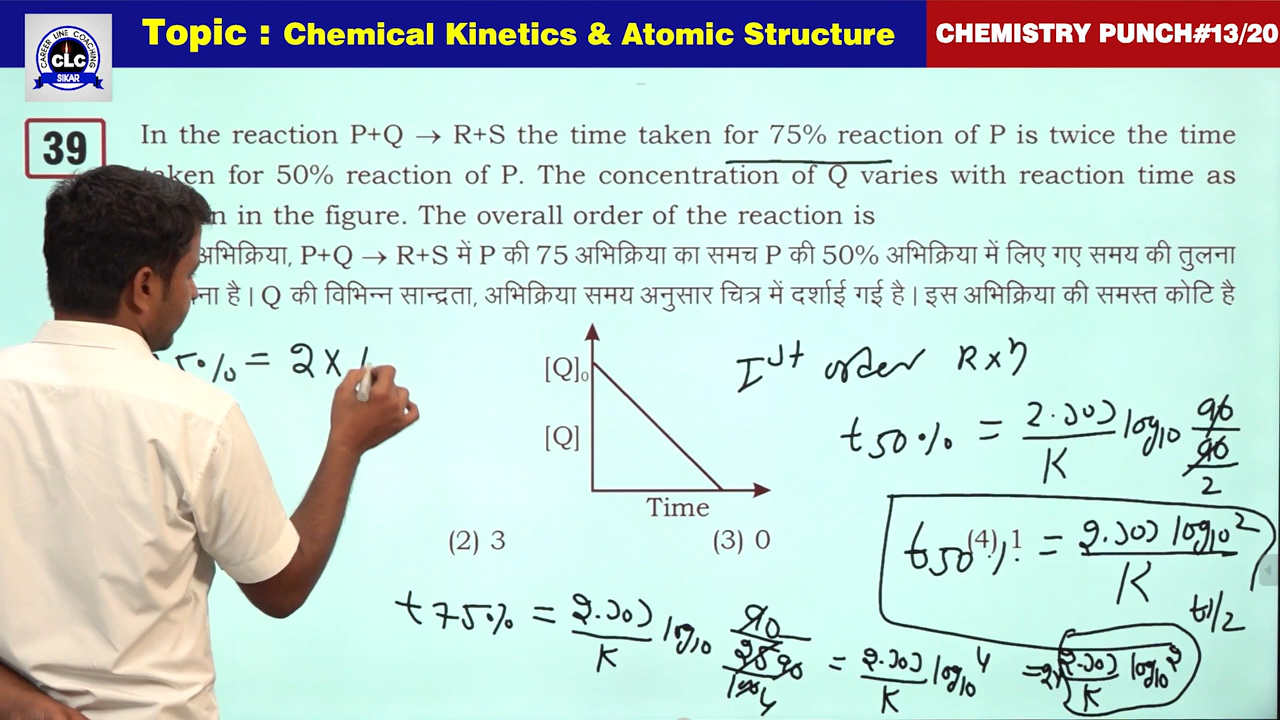 CAREER LINE COACHING
CLC
SIKAR
Topic : Chemical Kinetics & Atomic Structure
CHEMISTRY PUNCH#13/20
39
In the reaction P+Q → R+S the time taken for 75% reaction of P is twice the time
taken for 50% reaction of P. The concentration of Q varies with reaction time as
n in the figure. The overall order of the reaction is
अभिक्रिया, P+Q → R+S में P की 75 अभिक्रिया का समच P की 50% अभिक्रिया में लिए गए समय की तुलना
ना है। Q की विभिन्न सान्द्रता, अभिक्रिया समय अनुसार चित्र में दर्शाई गई है। इस अभिक्रिया की समस्त कोटि है
5% = 2×
[Q]₀
[Q]
Time
Ist order Rxn
t50% = 2.303/K log10 a0/(a0/2)
(2) 3
(3) 0
(4) 1
t50% = 2.303 log10 2/K
t1/2
t75% = 2.303/K log10 a0/(25a0/100) = 2.303/K log10 4 = 2×2.303/K log10 2
4